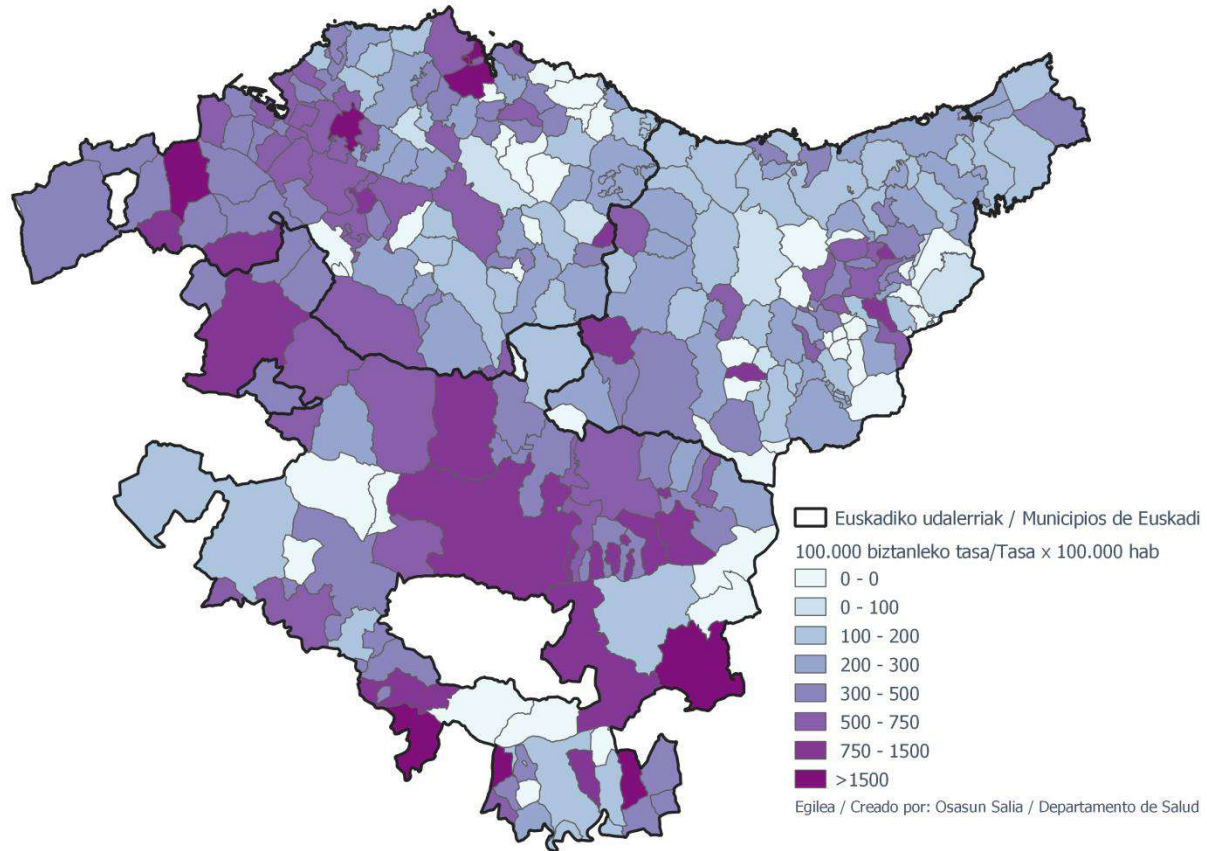 Euskadiko udalerriak / Municipios de Euskadi
100.000 biztanleko tasa/Tasa x 100.000 hab
0 - 0
0 - 100
100 - 200
200 - 300
300 - 500
500 - 750
750 - 1500
>1500
Egilea / Creado por: Osasun Salia / Departamento de Salud